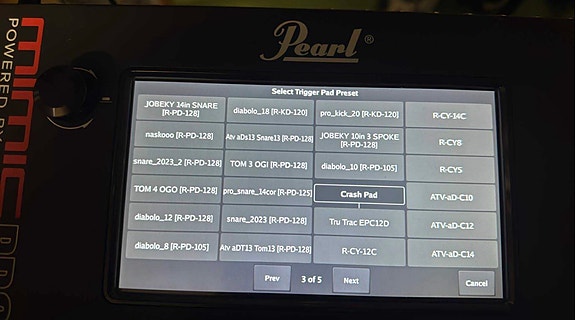 Pearl®
mimic PRO
POWERED BY
Select Trigger Pad Preset
JOBEKY 14in SNARE [R-PD-128]
diabolo_18 [R-KD-120]
pro_kick_20 [R-KD-120]
R-CY-14C
naskooo [R-PD-128]
Atv aDs13 Snare13 [R-PD-128]
JOBEKY 10in 3 SPOKE [R-PD-128]
R-CY8
snare_2023_2 [R-PD-128]
TOM 3 OGI [R-PD-128]
diabolo_10 [R-PD-105]
R-CY5
TOM 4 OGO [R-PD-128]
pro_snare_14cor [R-PD-125]
Crash Pad
ATV-aD-C10
diabolo_12 [R-PD-128]
snare_2023 [R-PD-128]
Tru Trac EPC12D
ATV-aD-C12
diabolo_8 [R-PD-105]
Atv aDT13 Tom13 [R-PD-128]
R-CY-12C
ATV-aD-C14
Prev
3 of 5
Next
Cancel